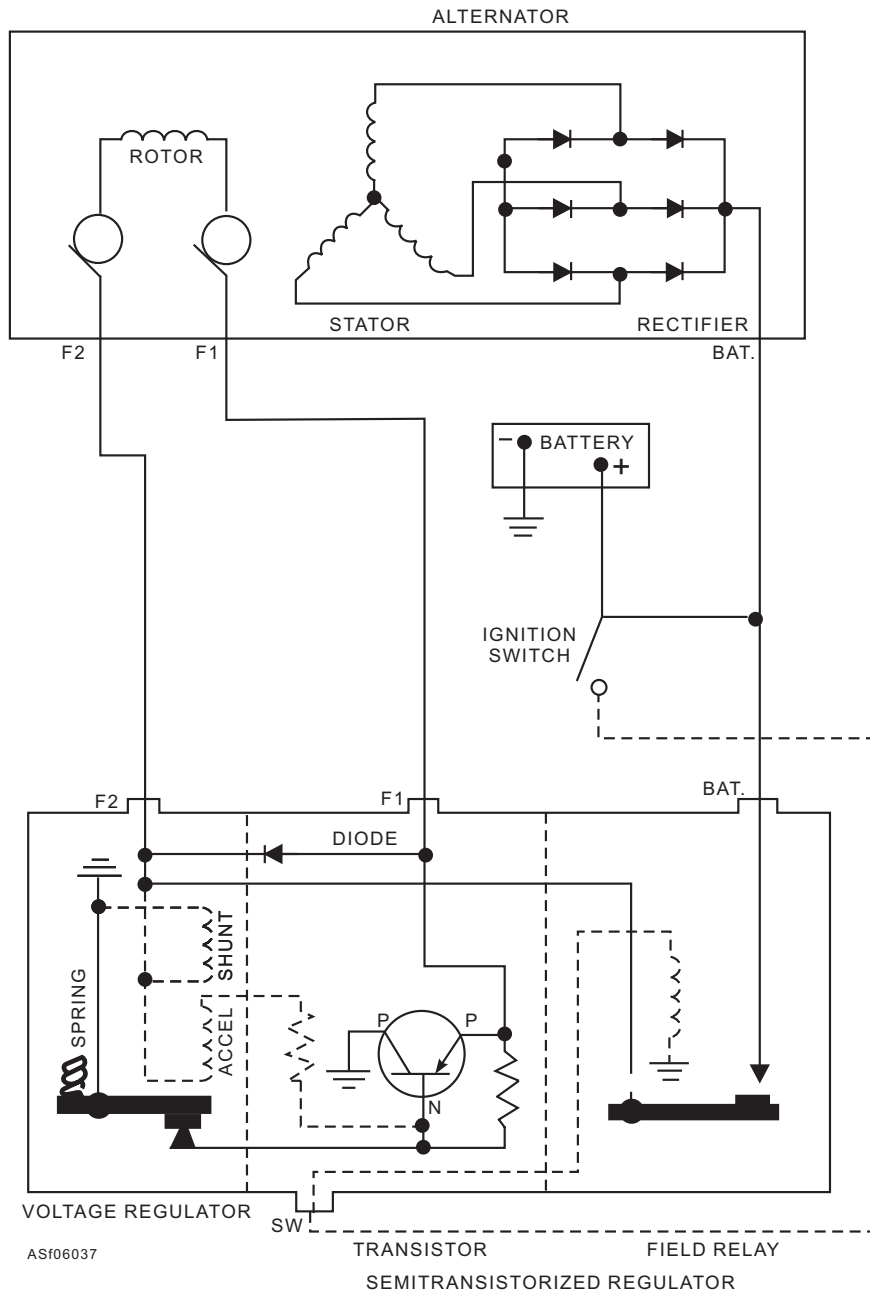 ALTERNATOR
ROTOR
STATOR
RECTIFIER
F2
F1
BAT.
− BATTERY
+
IGNITION
SWITCH
F2
F1
BAT.
DIODE
SHUNT
SPRING
ACCEL
P
P
N
VOLTAGE REGULATOR
SW
ASf06037
TRANSISTOR
FIELD RELAY
SEMITRANSISTORIZED REGULATOR